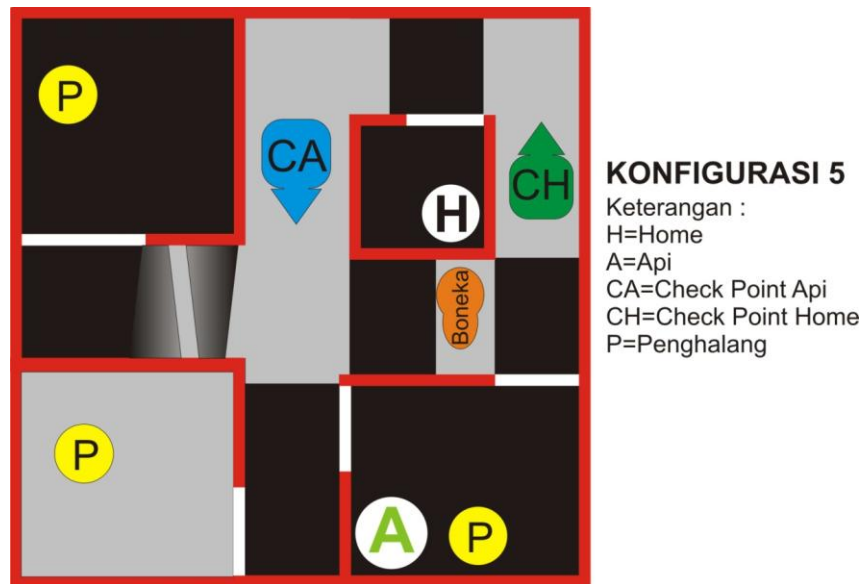 P
CA
CH
H
Boneka
P
A
P
KONFIGURASI 5
Keterangan :
H=Home
A=Api
CA=Check Point Api
CH=Check Point Home
P=Penghalang